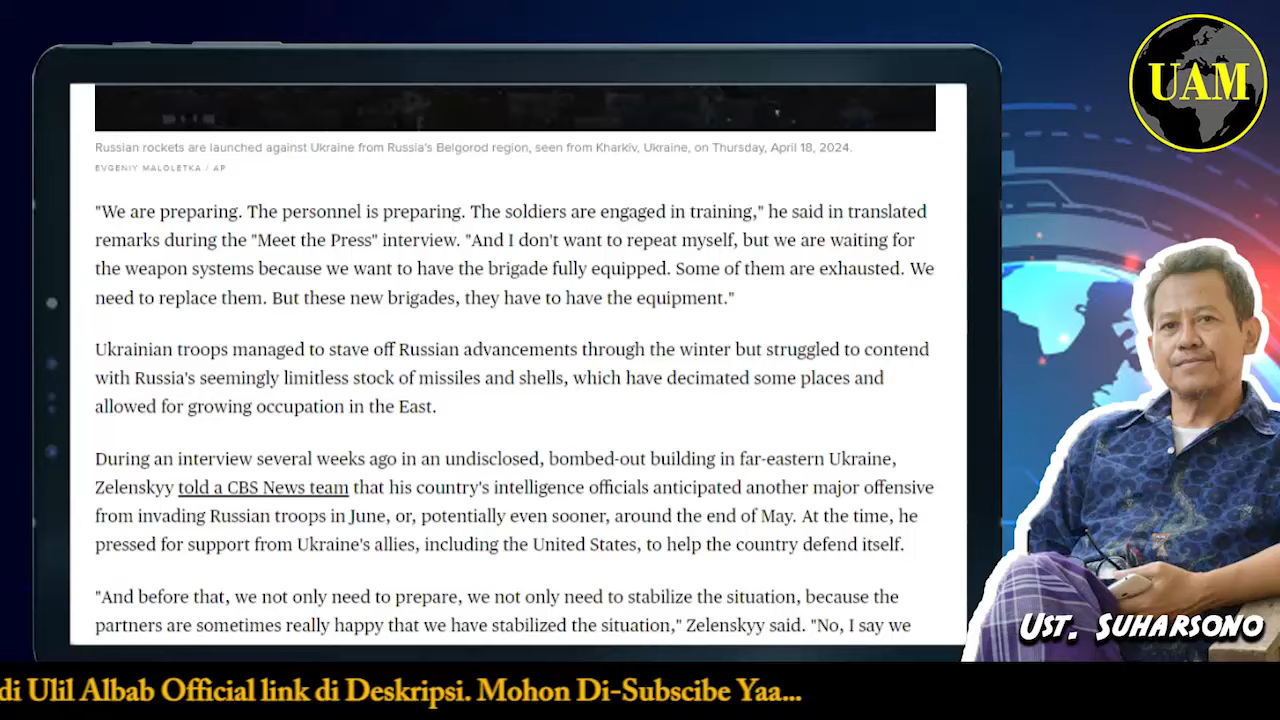 UAM
Russian rockets are launched against Ukraine from Russia's Belgorod region, seen from Kharkiv, Ukraine, on Thursday, April 18, 2024.
EVGENIY MALOLETKA / AP
"We are preparing. The personnel is preparing. The soldiers are engaged in training," he said in translated
remarks during the "Meet the Press" interview. "And I don't want to repeat myself, but we are waiting for
the weapon systems because we want to have the brigade fully equipped. Some of them are exhausted. We
need to replace them. But these new brigades, they have to have the equipment."
Ukrainian troops managed to stave off Russian advancements through the winter but struggled to contend
with Russia's seemingly limitless stock of missiles and shells, which have decimated some places and
allowed for growing occupation in the East.
During an interview several weeks ago in an undisclosed, bombed-out building in far-eastern Ukraine,
Zelenskyy told a CBS News team that his country's intelligence officials anticipated another major offensive
from invading Russian troops in June, or, potentially even sooner, around the end of May. At the time, he
pressed for support from Ukraine's allies, including the United States, to help the country defend itself.
"And before that, we not only need to prepare, we not only need to stabilize the situation, because the
partners are sometimes really happy that we have stabilized the situation," Zelenskyy said. "No, I say we
Ust. Suharsono
di Ulil Albab Official link di Deskripsi. Mohon Di-Subscibe Yaa...